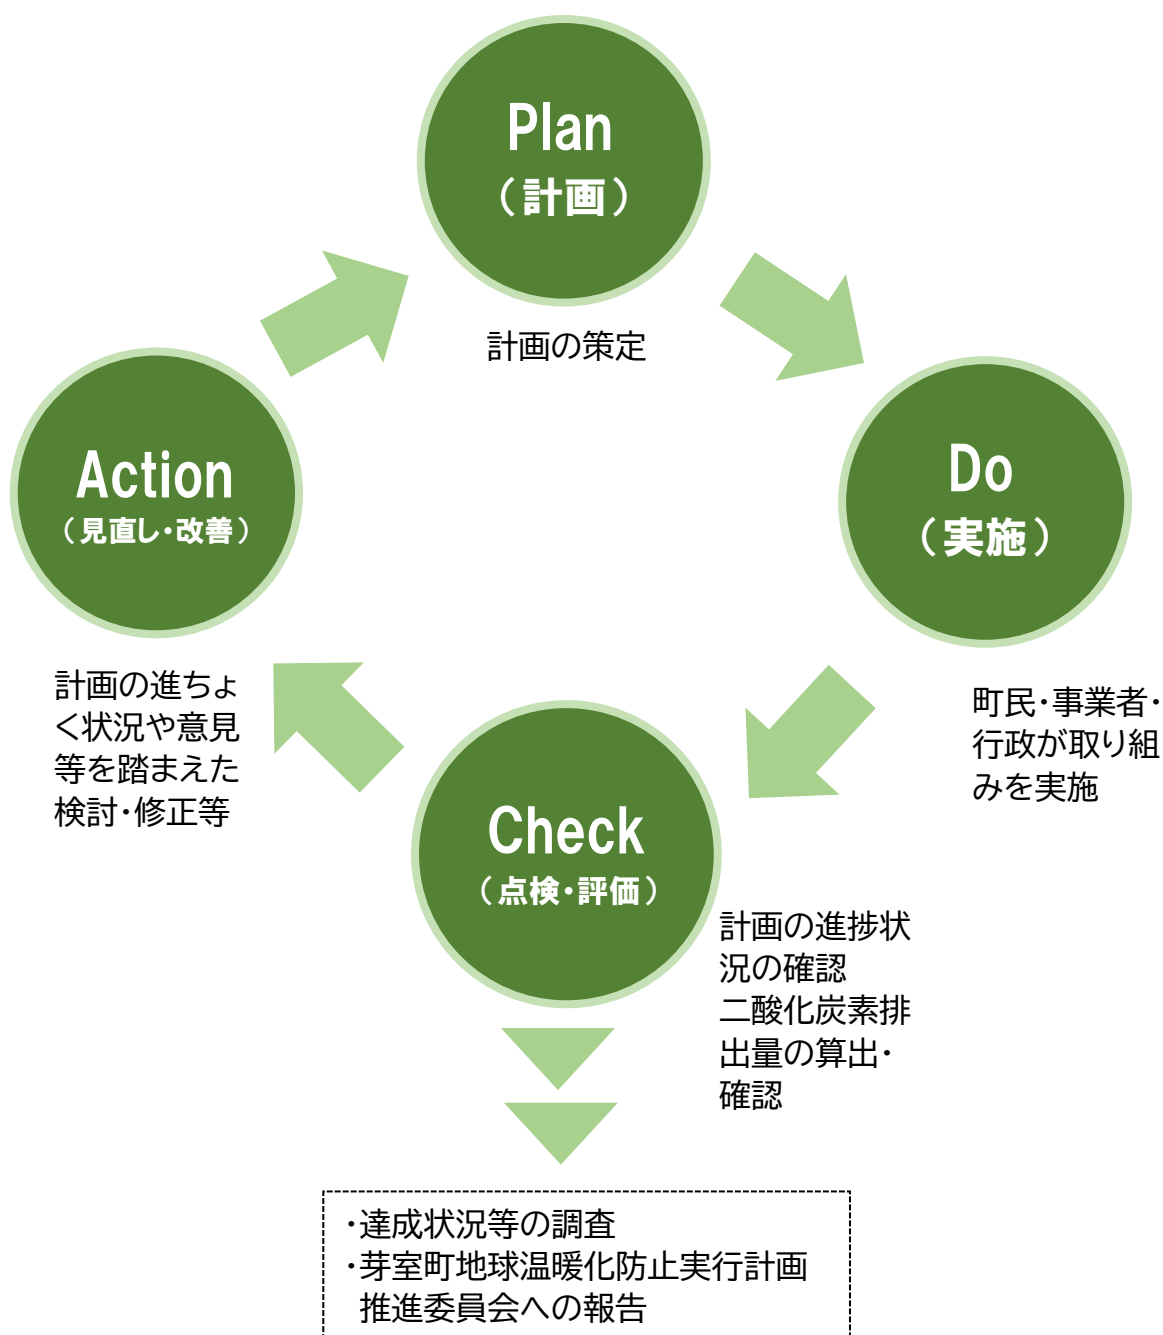 Plan
（計画）
計画の策定
Do
（実施）
町民・事業者・
行政が取り組
みを実施
Check
（点検・評価）
計画の進捗状
況の確認
二酸化炭素排
出量の算出・
確認
Action
（見直し・改善）
計画の進ちょ
く状況や意見
等を踏まえた
検討・修正等
・達成状況等の調査
・芽室町地球温暖化防止実行計画
推進委員会への報告